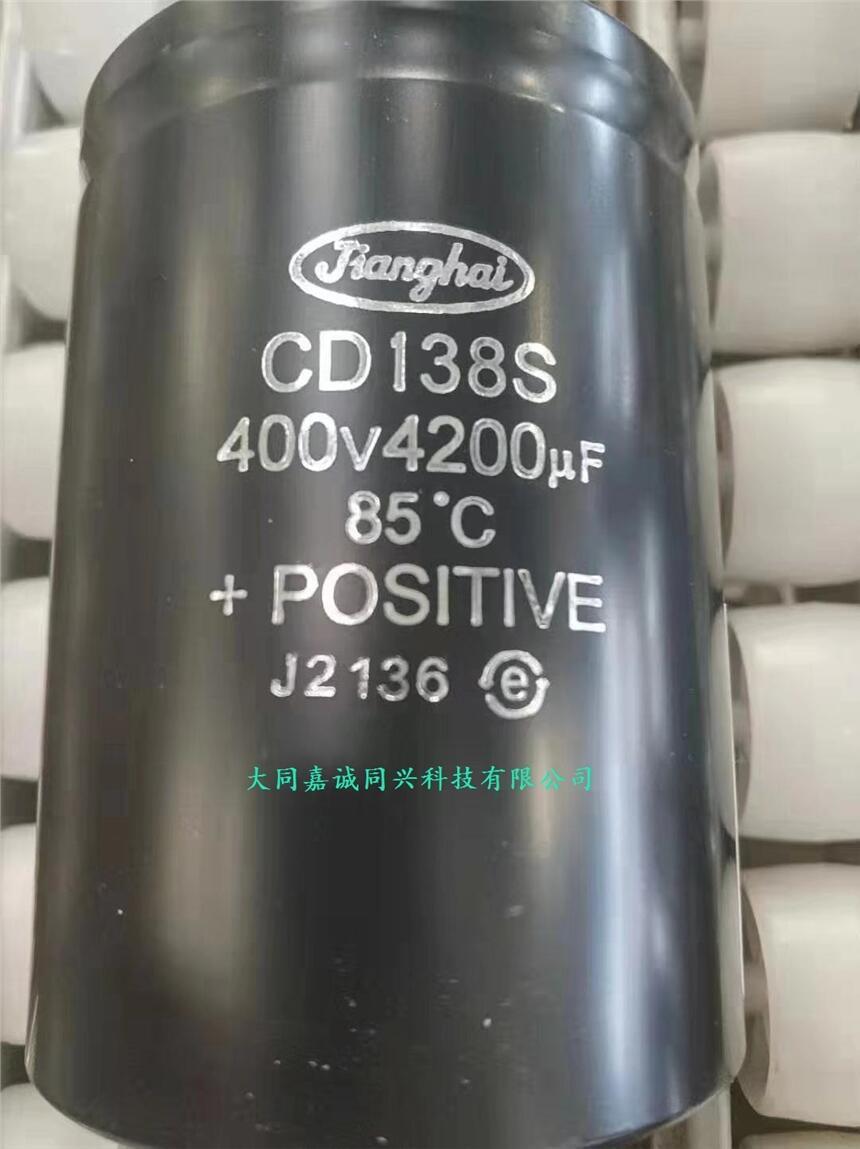 Jianghai
CD138S
400V4200μF
85°C
+ POSITIVE
J2136 e
大同嘉诚同兴科技有限公司